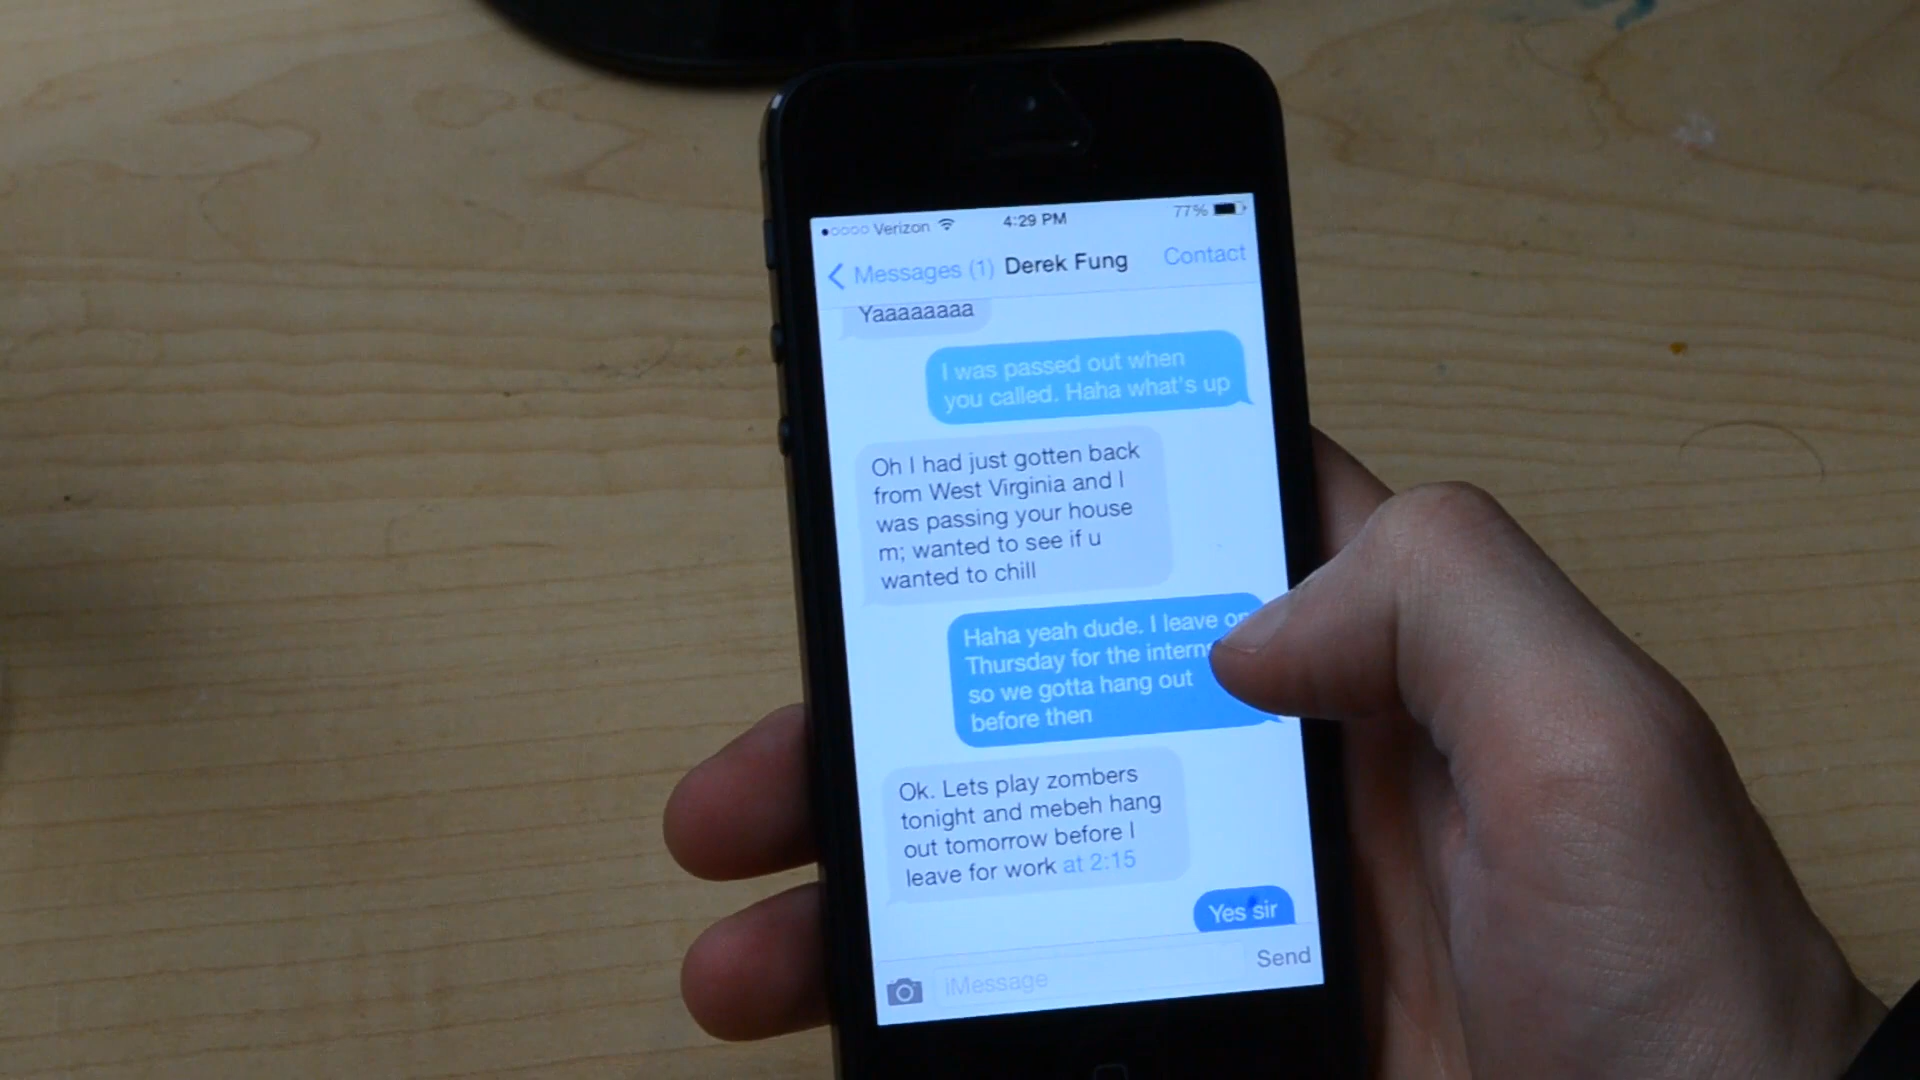 Verizon 4:29 PM 77%
Messages (1) Derek Fung Contact
Yaaaaaaaa
I was passed out when
you called. Haha what's up
Oh I had just gotten back
from West Virginia and I
was passing your house
m; wanted to see if u
wanted to chill
Haha yeah dude. I leave
Thursday for the
so we gotta hang out
before then
Ok. Lets play zombers
tonight and mebeh hang
out tomorrow before I
leave for work at 2:15
Yes sir
iMessage Send